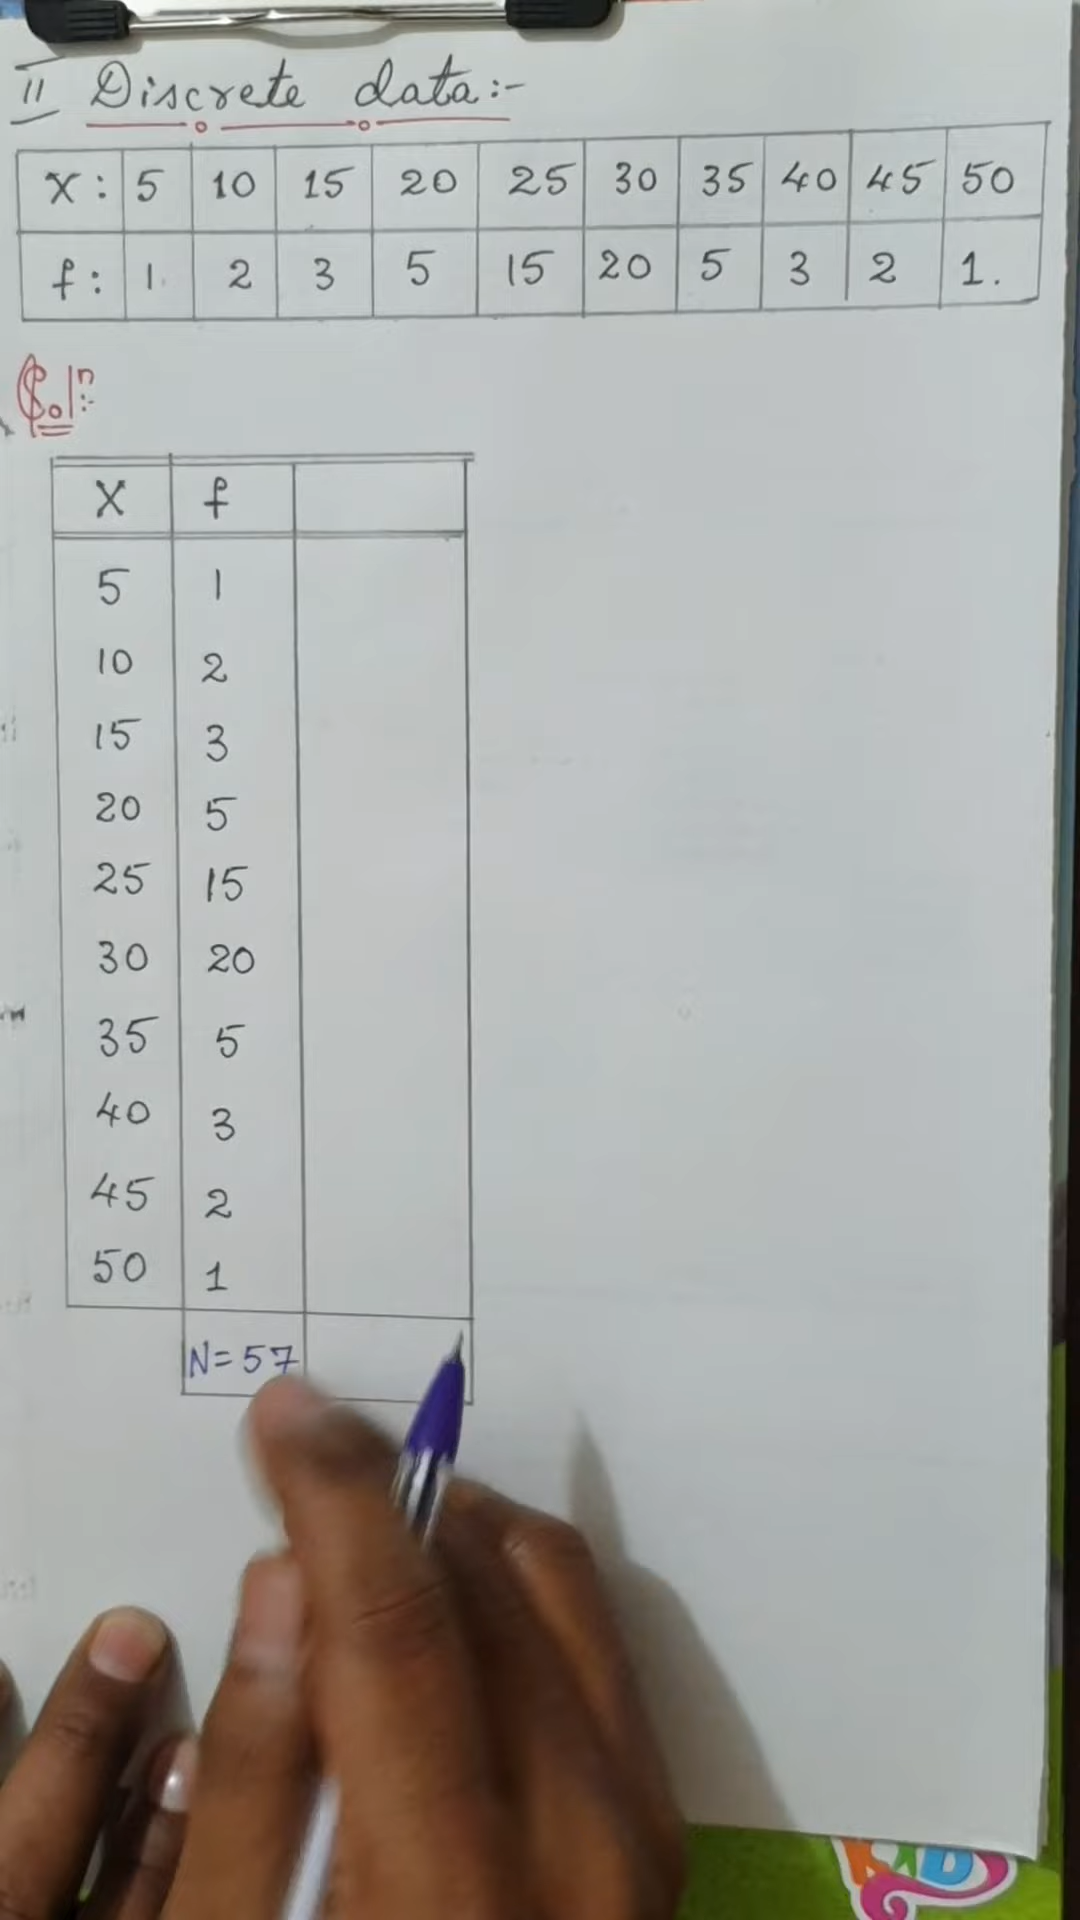 II Discrete data:-
X: 5 10 15 20 25 30 35 40 45 50
f: 1. 2 3 5 15 20 5 3 2 1.
Solⁿ:-
X f
5 1
10 2
15 3
20 5
25 15
30 20
35 5
40 3
45 2
50 1
N=57